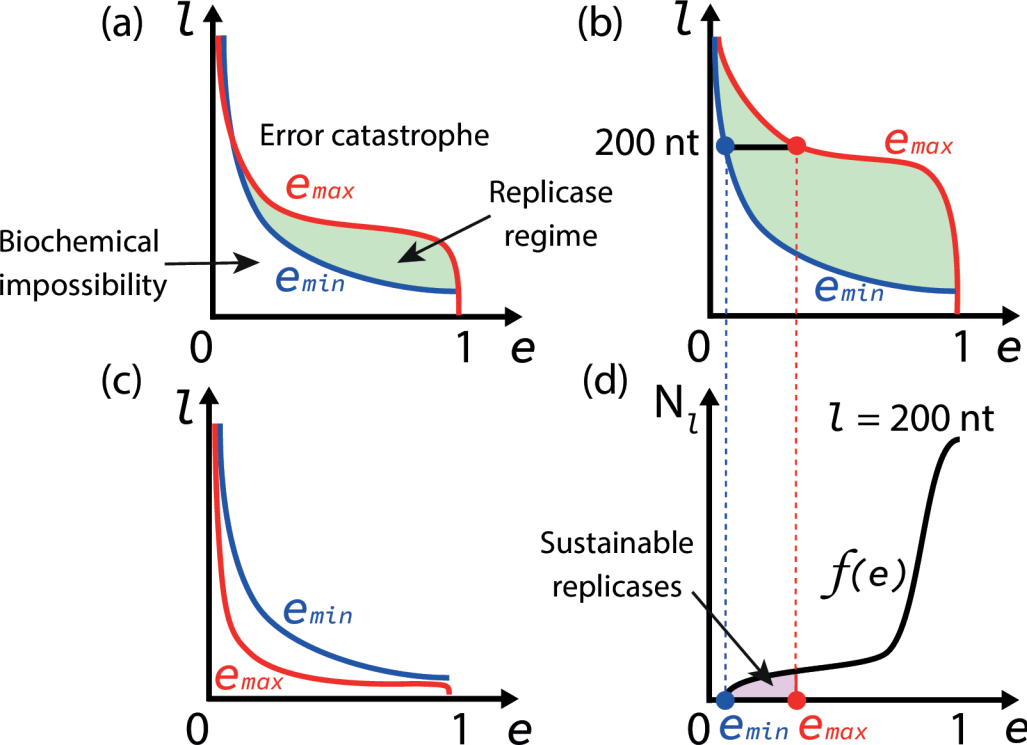 (a)
l
Error catastrophe
emax
Replicase
regime
Biochemical
impossibility
emin
0
1
e
(b)
l
200 nt
emax
emin
0
1
e
(c)
l
emin
emax
0
1
e
(d)
Nl
l = 200 nt
Sustainable
replicases
f(e)
0
emin
emax
1
e